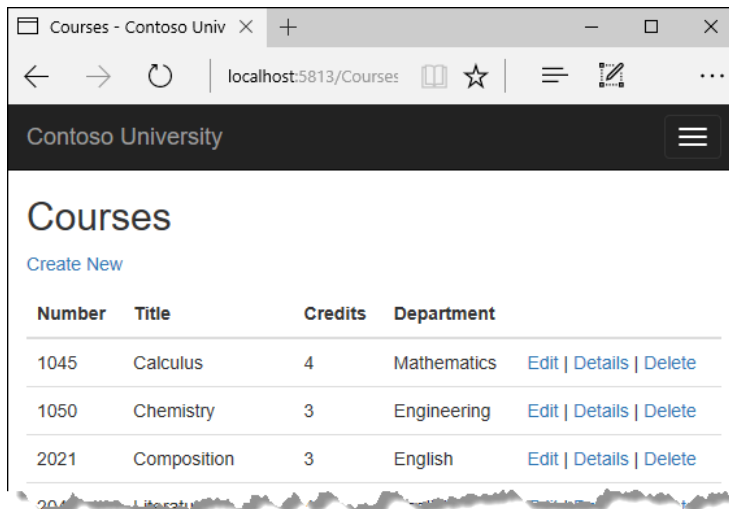 Courses - Contoso Univ
localhost:5813/Courses
Contoso University
Courses
Create New
Number Title Credits Department
1045 Calculus 4 Mathematics Edit | Details | Delete
1050 Chemistry 3 Engineering Edit | Details | Delete
2021 Composition 3 English Edit | Details | Delete